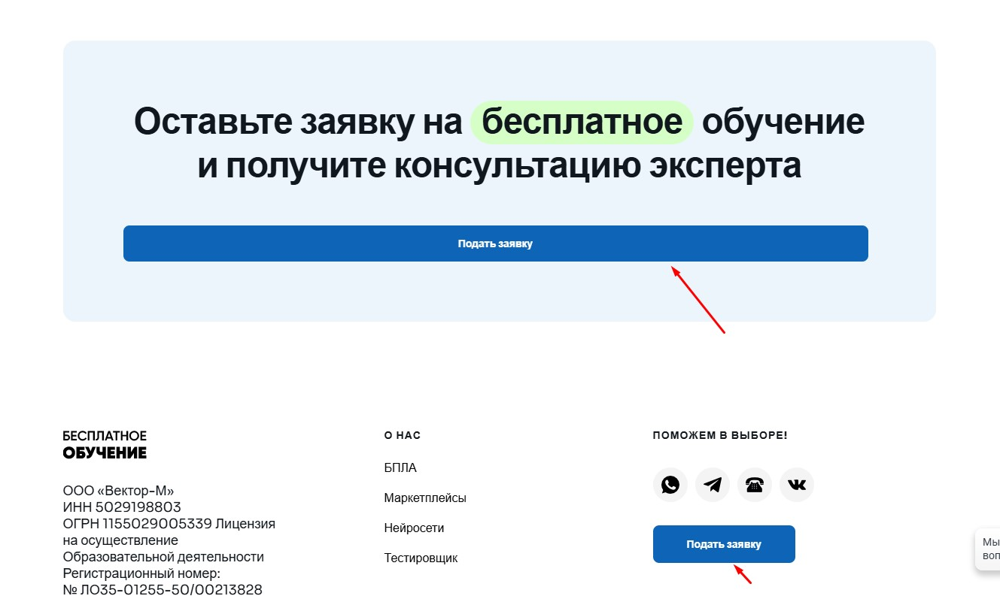 Оставьте заявку на бесплатное обучение
и получите консультацию эксперта
Подать заявку
БЕСПЛАТНОЕ
ОБУЧЕНИЕ
ООО «Вектор-М»
ИНН 5029198803
ОГРН 1155029005339 Лицензия
на осуществление
Образовательной деятельности
Регистрационный номер:
№ ЛО35-01255-50/00213828
О НАС
БПЛА
Маркетплейсы
Нейросети
Тестировщик
ПОМОЖЕМ В ВЫБОРЕ!
Подать заявку
Мы